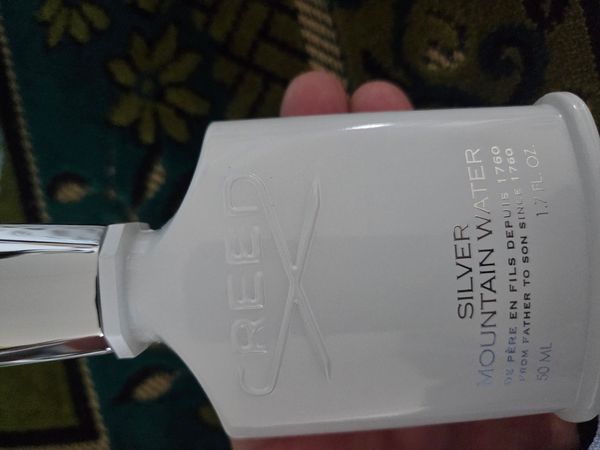 CREED
SILVER
MOUNTAIN WATER
DE PÈRE EN FILS DEPUIS 1760
FROM FATHER TO SON SINCE 1760
50 ML 1.7 FL. OZ.